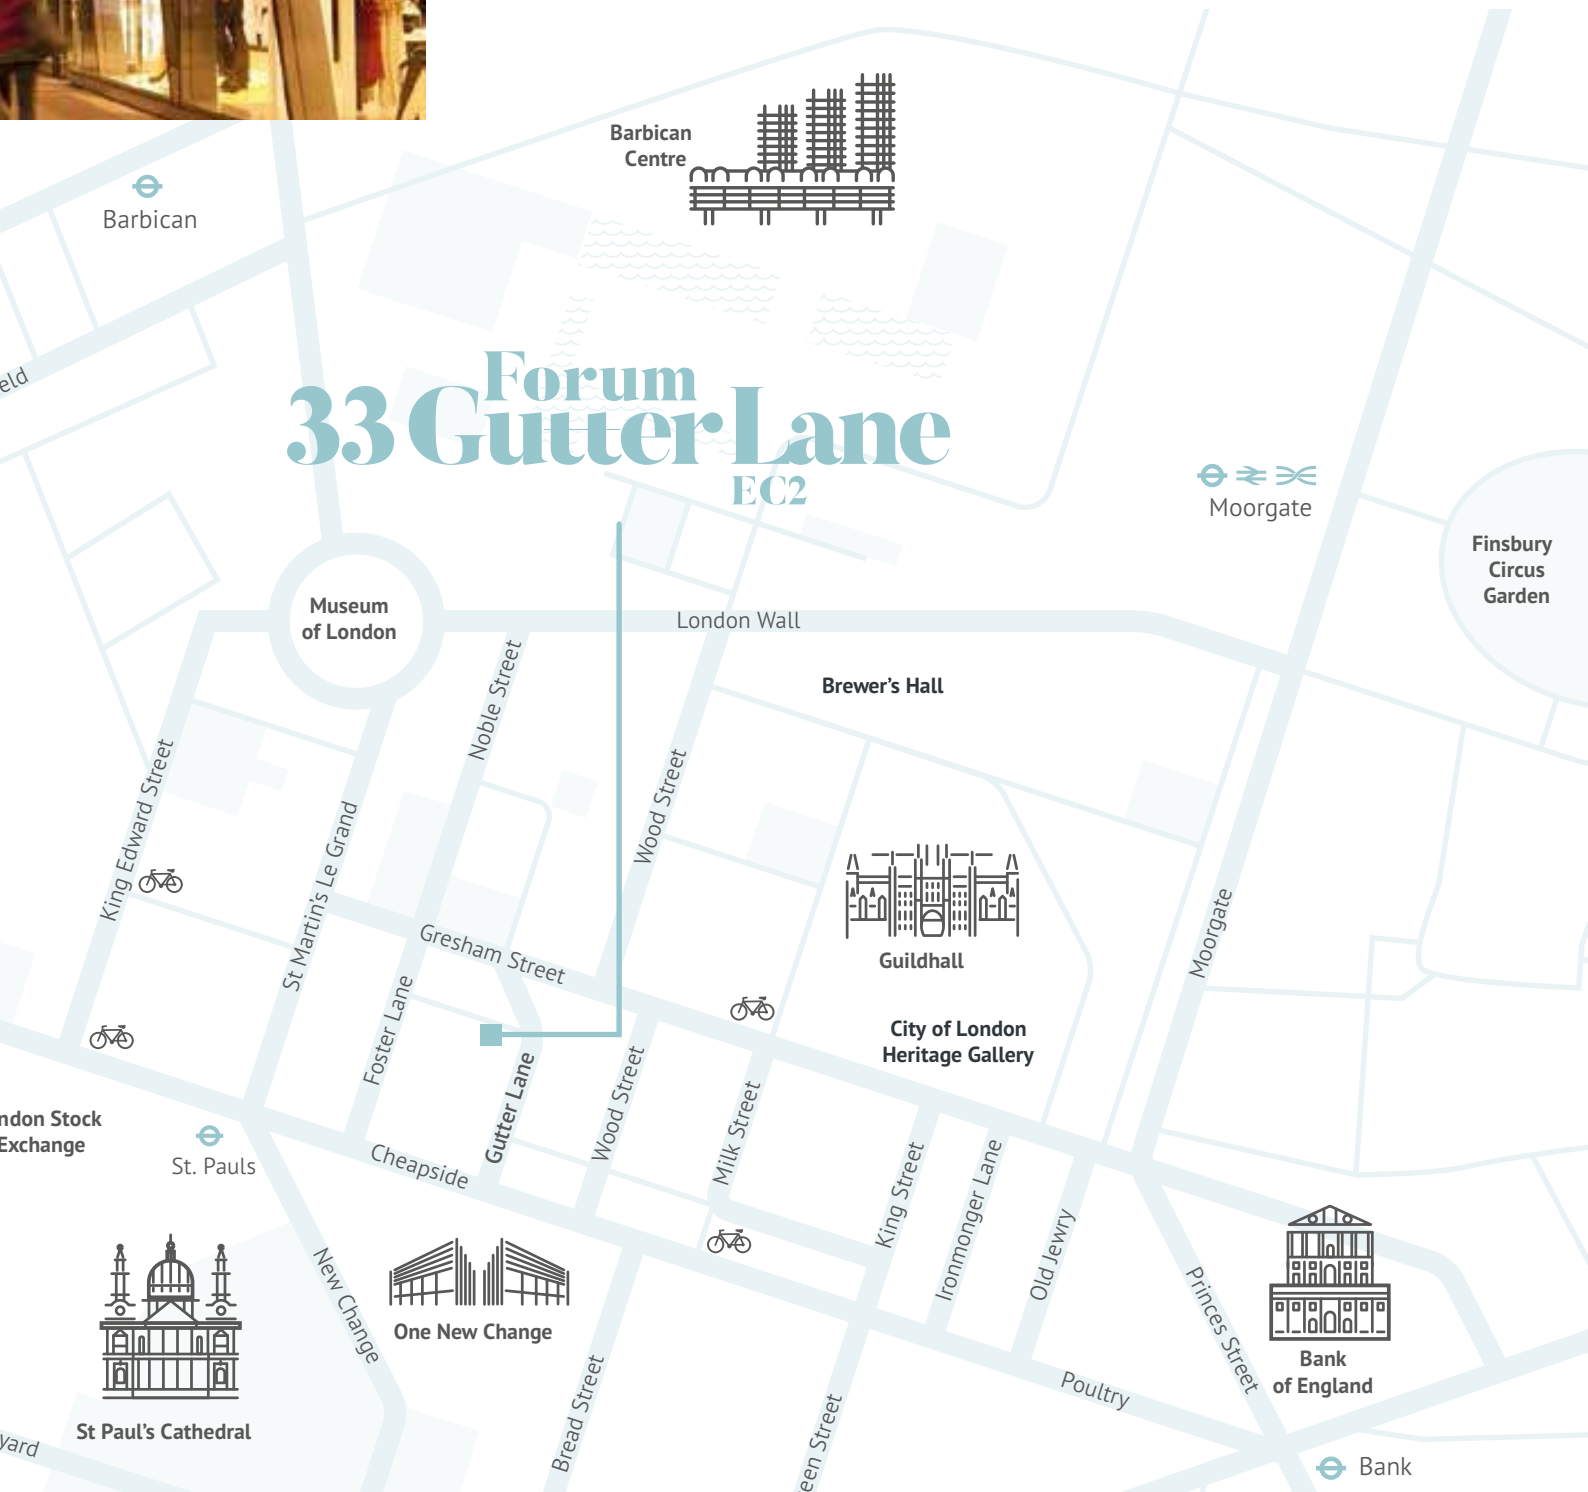 Barbican
Centre
Barbican
Forum
33 Gutter Lane
EC2
Moorgate
Finsbury
Circus
Garden
Museum
of London
London Wall
Noble Street
Brewer's Hall
King Edward Street
St Martin's Le Grand
Wood Street
Gresham Street
Guildhall
Moorgate
Foster Lane
City of London
Heritage Gallery
Gutter Lane
Wood Street
Milk Street
ndon Stock
Exchange
St. Pauls
Cheapside
King Street
Ironmonger Lane
Old Jewry
New Change
One New Change
Princes Street
Bank
of England
Bread Street
Poultry
St Paul's Cathedral
een Street
yard
Bank
eld